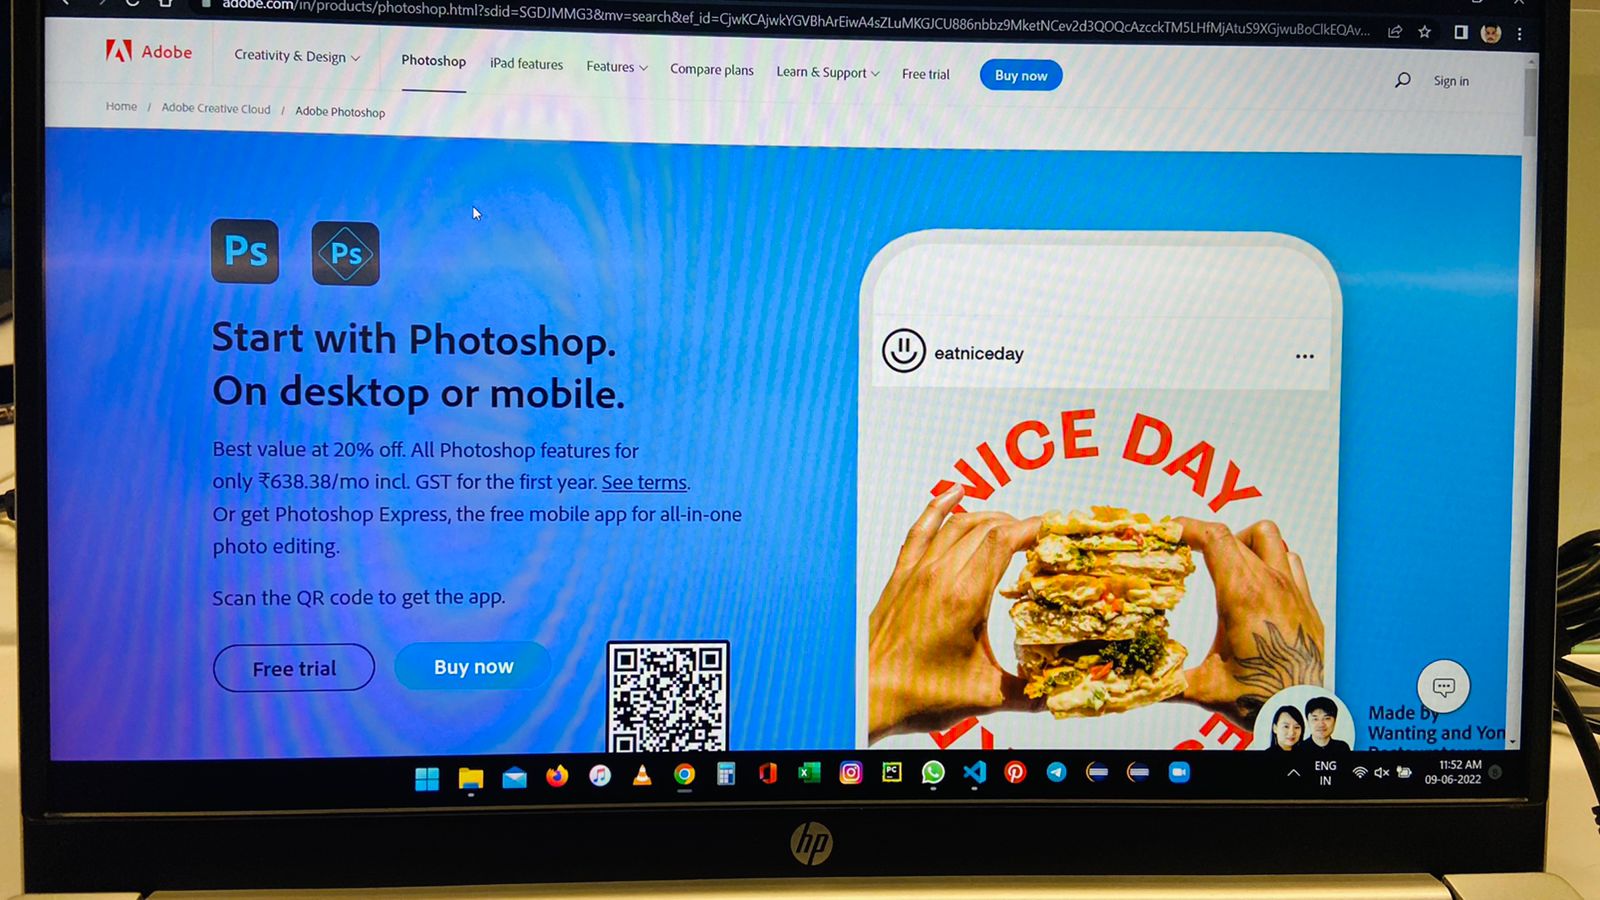 adobe.com/in/products/photoshop.html?sdid=SGDJMMG3&mv=search&ef_id=CjwKCAjwkYGVBhArEiwA4sZLuMKGJCU886nbbz9MketNCev2d3QOQcAzcckTM5LHfMjAtuS9XGjwuBoClkEQAv...
Adobe
Creativity & Design
Photoshop
iPad features
Features
Compare plans
Learn & Support
Free trial
Buy now
Sign in
Home / Adobe Creative Cloud / Adobe Photoshop
Ps
Ps
Start with Photoshop.
On desktop or mobile.
Best value at 20% off. All Photoshop features for
only ₹638.38/mo incl. GST for the first year. See terms.
Or get Photoshop Express, the free mobile app for all-in-one
photo editing.
Scan the QR code to get the app.
Free trial
Buy now
eatniceday
NICE DAY
Made by
Wanting and Yon
PC
ENG
IN
11:52 AM
09-06-2022
hp